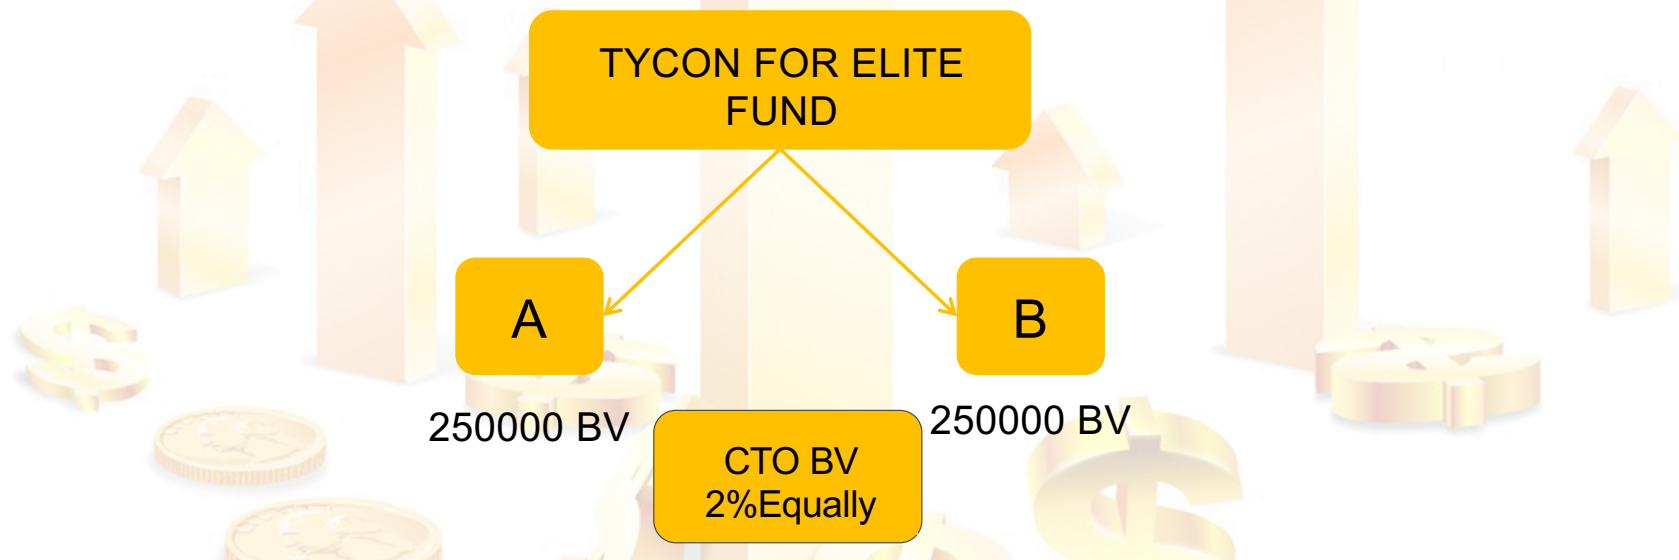 TYCON FOR ELITE
FUND
A
B
250000 BV
250000 BV
CTO BV
2%Equally